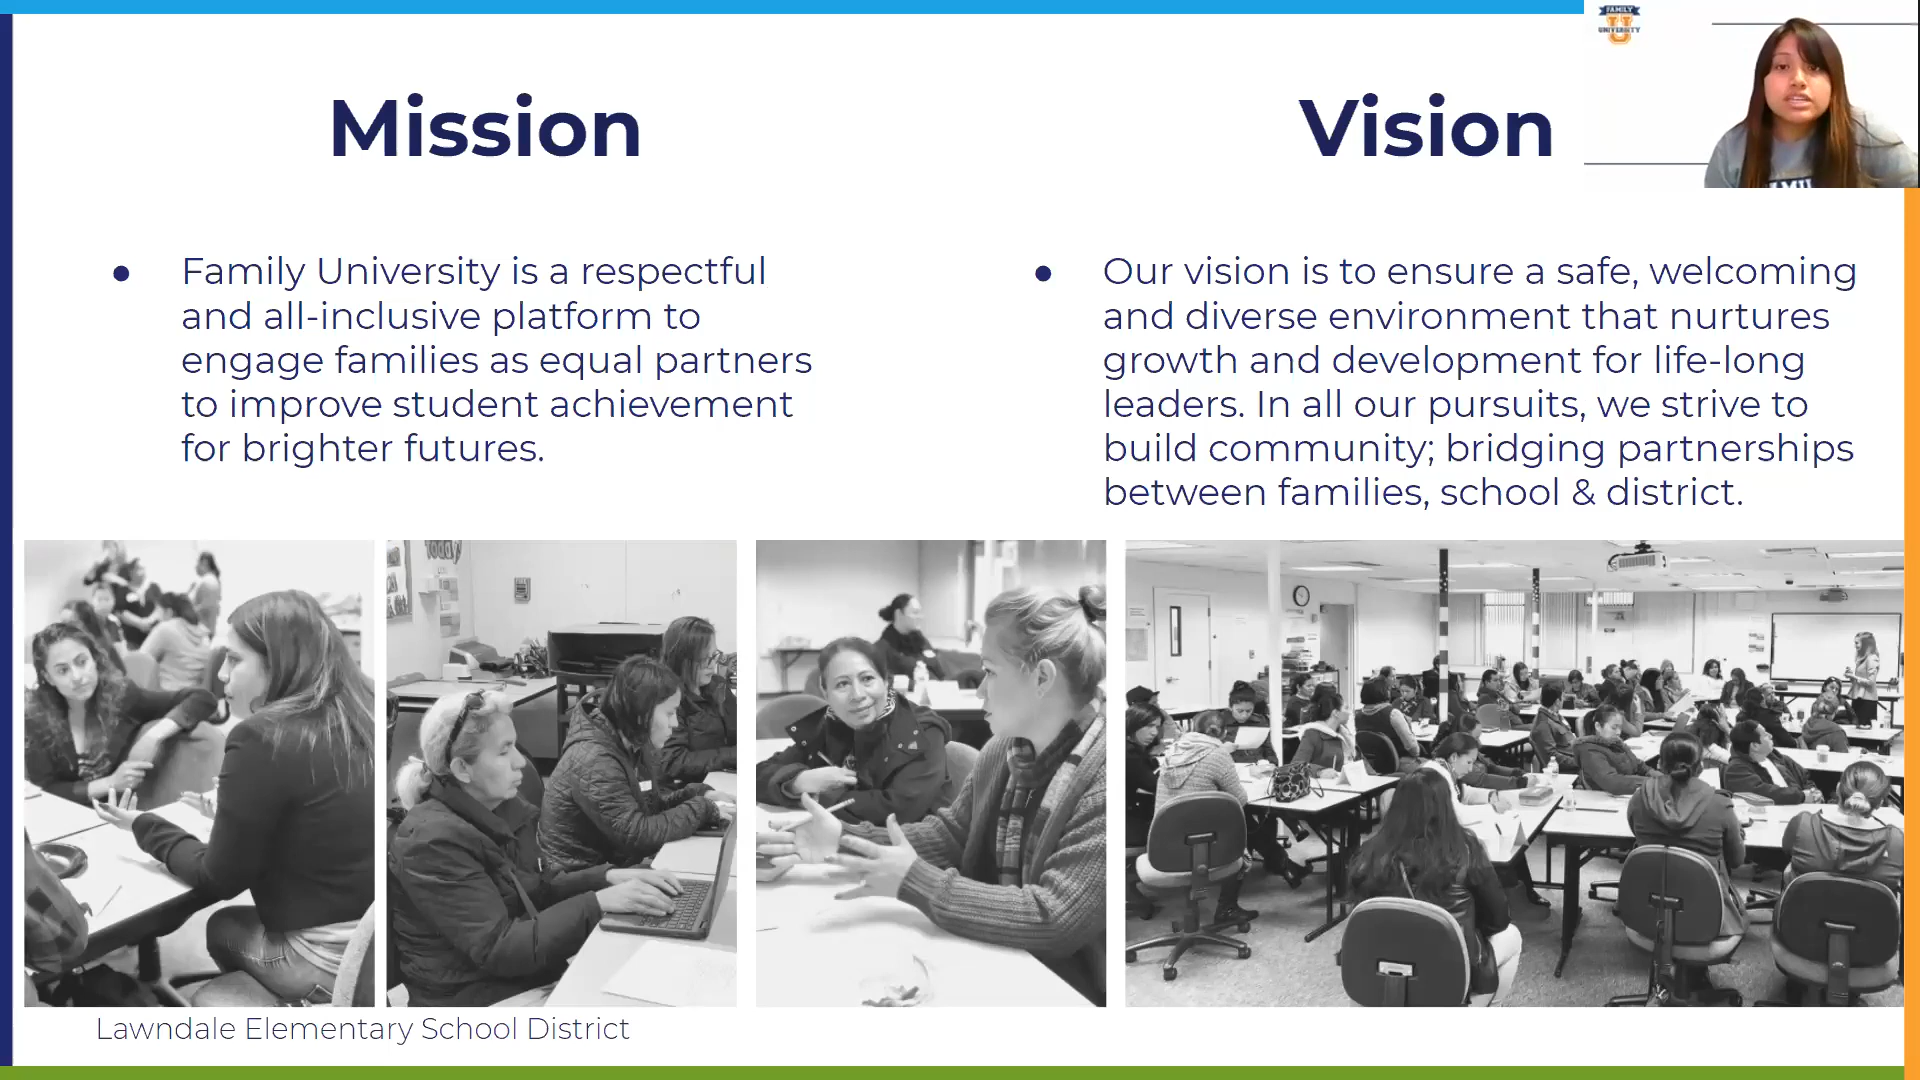 FAMILY
UNIVERSITY
Mission
Vision
Family University is a respectful
and all-inclusive platform to
engage families as equal partners
to improve student achievement
for brighter futures.
Our vision is to ensure a safe, welcoming
and diverse environment that nurtures
growth and development for life-long
leaders. In all our pursuits, we strive to
build community; bridging partnerships
between families, school & district.
today
Lawndale Elementary School District